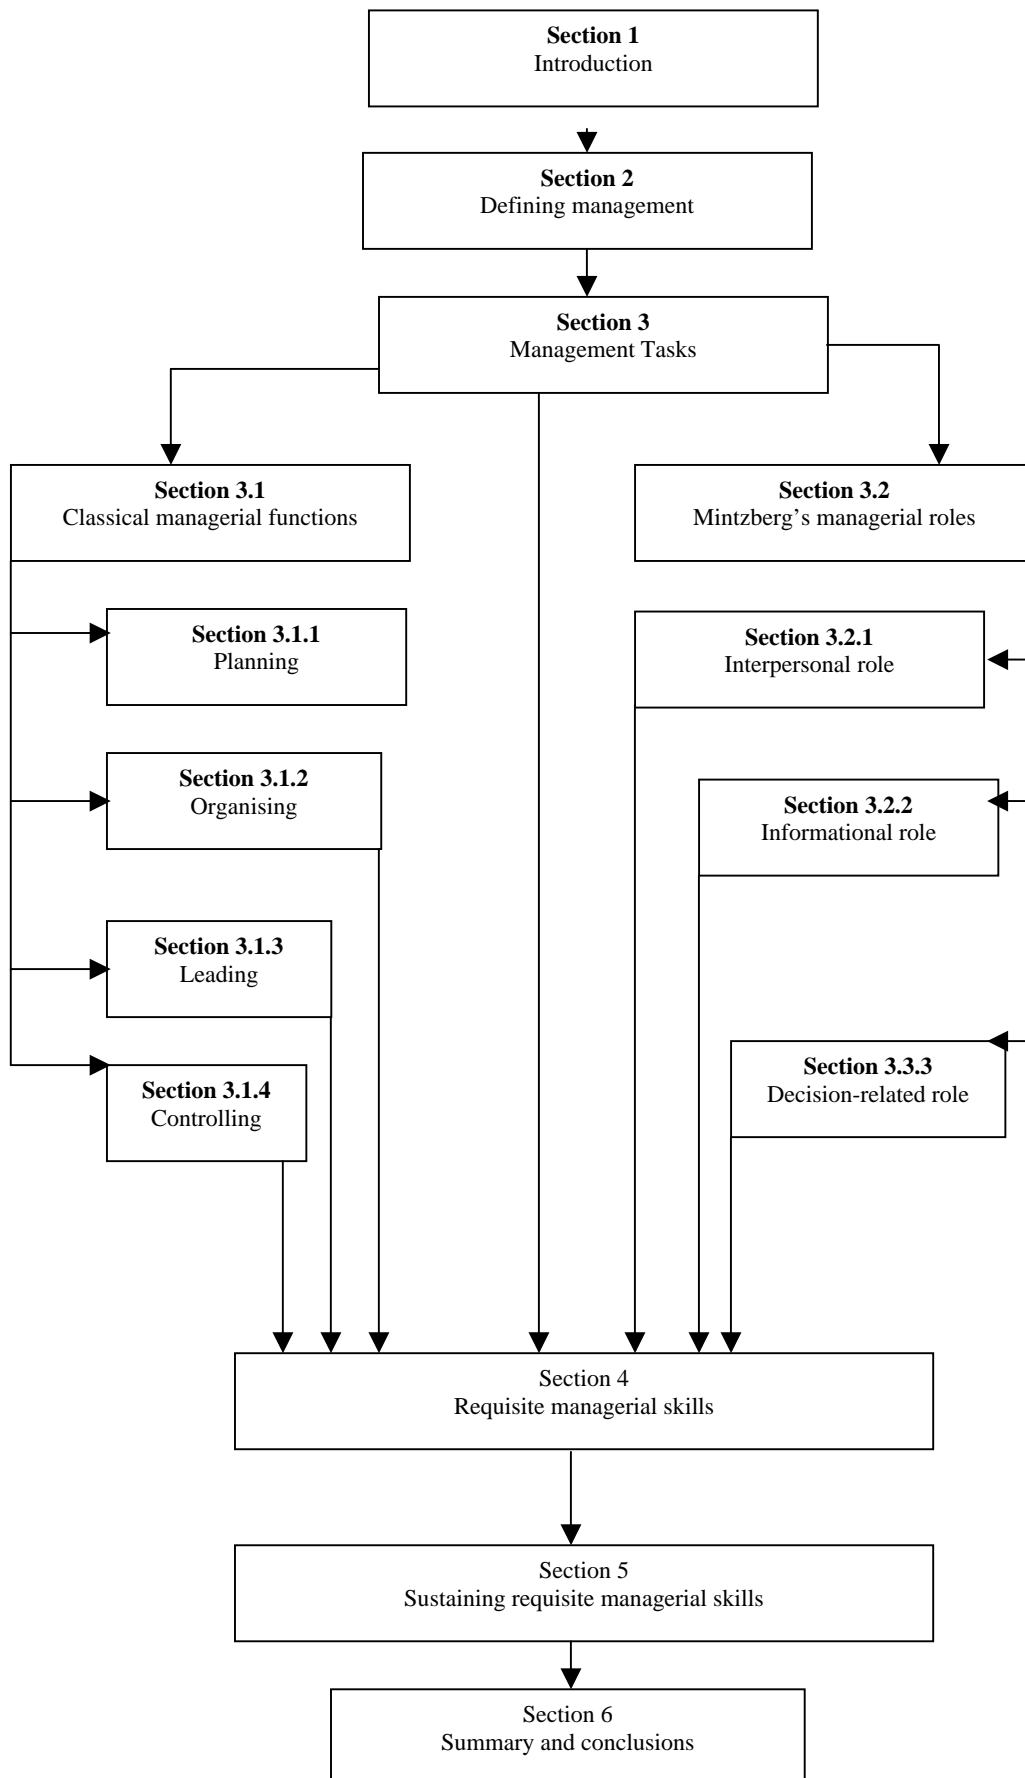 Section 1
Introduction
Section 2
Defining management
Section 3
Management Tasks
Section 3.1
Classical managerial functions
Section 3.2
Mintzberg’s managerial roles
Section 3.1.1
Planning
Section 3.2.1
Interpersonal role
Section 3.1.2
Organising
Section 3.2.2
Informational role
Section 3.1.3
Leading
Section 3.3.3
Decision-related role
Section 3.1.4
Controlling
Section 4
Requisite managerial skills
Section 5
Sustaining requisite managerial skills
Section 6
Summary and conclusions